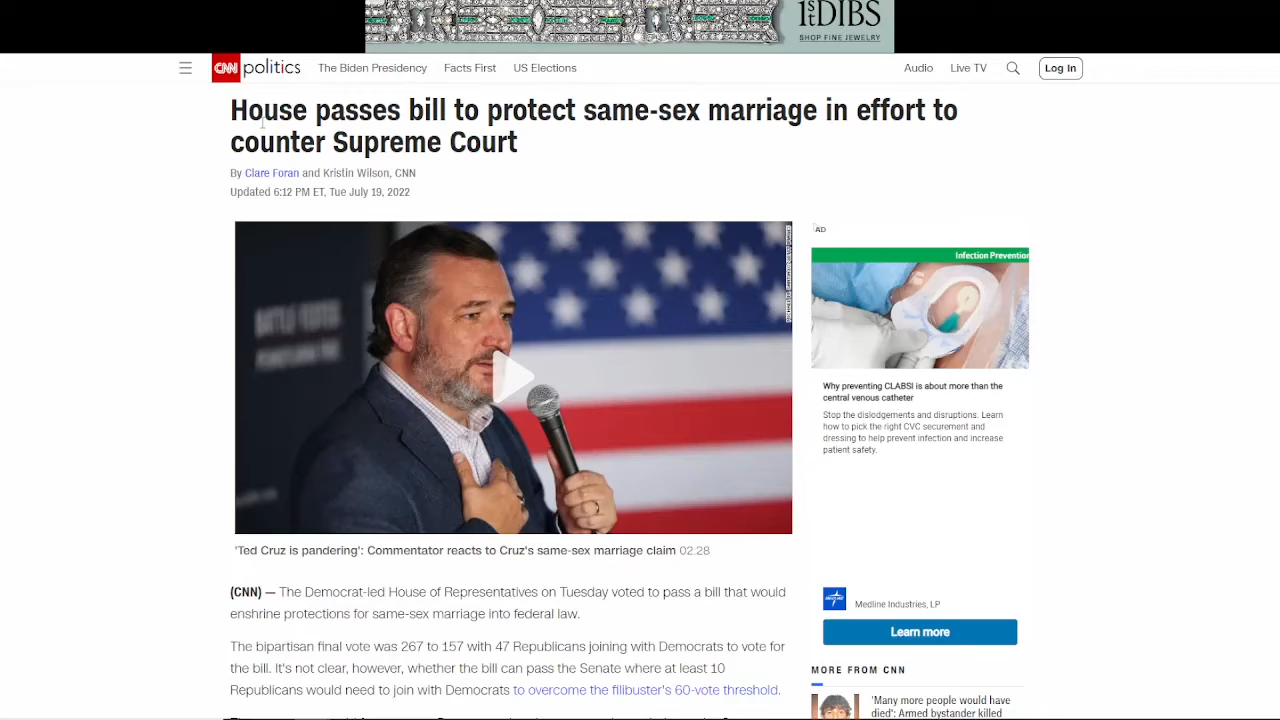 1stDIBS
SHOP FINE JEWELRY
CNN politics The Biden Presidency Facts First US Elections Audio Live TV Log In
House passes bill to protect same-sex marriage in effort to
counter Supreme Court
By Clare Foran and Kristin Wilson, CNN
Updated 6:12 PM ET, Tue July 19, 2022
AD
Infection Prevention
Why preventing CLABSI is about more than the
central venous catheter
Stop the dislodgements and disruptions. Learn
how to pick the right CVC securement and
dressing to help prevent infection and increase
patient safety.
'Ted Cruz is pandering': Commentator reacts to Cruz's same-sex marriage claim 02:28
(CNN) — The Democrat-led House of Representatives on Tuesday voted to pass a bill that would
enshrine protections for same-sex marriage into federal law.
The bipartisan final vote was 267 to 157 with 47 Republicans joining with Democrats to vote for
the bill. It's not clear, however, whether the bill can pass the Senate where at least 10
Republicans would need to join with Democrats to overcome the filibuster's 60-vote threshold.
Medline Industries, LP
Learn more
MORE FROM CNN
'Many more people would have
died': Armed bystander killed